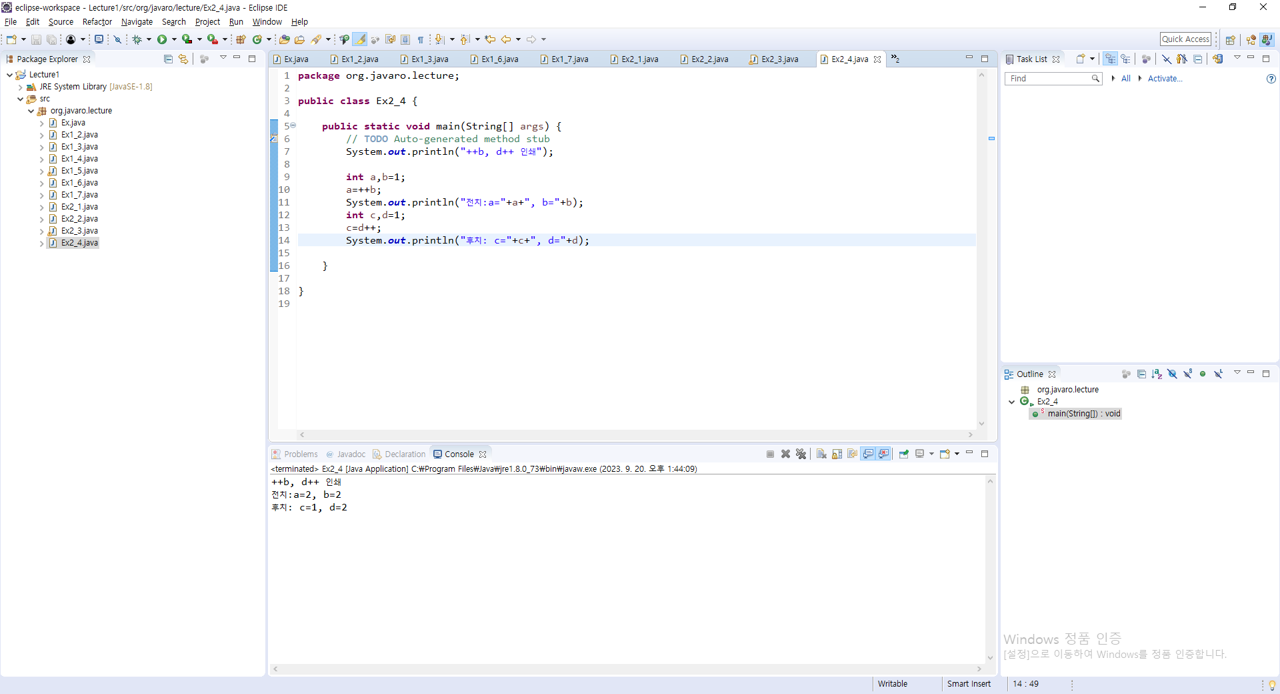 eclipse-workspace - Lecture1/src/org/javaro/lecture/Ex2_4.java - Eclipse IDE
File Edit Source Refactor Navigate Search Project Run Window Help
Quick Access
Package Explorer
Lecture1
JRE System Library [JavaSE-1.8]
src
org.javaro.lecture
Ex.java
Ex1_2.java
Ex1_3.java
Ex1_4.java
Ex1_5.java
Ex1_6.java
Ex1_7.java
Ex2_1.java
Ex2_2.java
Ex2_3.java
Ex2_4.java
Ex.java Ex1_2.java Ex1_3.java Ex1_6.java Ex1_7.java Ex2_1.java Ex2_2.java Ex2_3.java Ex2_4.java »2
1 package org.javaro.lecture;
2
3 public class Ex2_4 {
4
5 public static void main(String[] args) {
6 // TODO Auto-generated method stub
7 System.out.println("++b, d++ 인쇄");
8
9 int a,b=1;
10 a=++b;
11 System.out.println("전치:a="+a+", b="+b);
12 int c,d=1;
13 c=d++;
14 System.out.println("후치: c="+c+", d="+d);
15
16 }
17
18 }
19
Problems Javadoc Declaration Console
<terminated> Ex2_4 [Java Application] C:₩Program Files₩Java₩jre1.8.0_73₩bin₩javaw.exe (2023. 9. 20. 오후 1:44:09)
++b, d++ 인쇄
전치:a=2, b=2
후치: c=1, d=2
Task List
Find All Activate...
Outline
org.javaro.lecture
Ex2_4
main(String[]) : void
Windows 정품 인증
[설정]으로 이동하여 Windows를 정품 인증합니다.
Writable Smart Insert 14 : 49